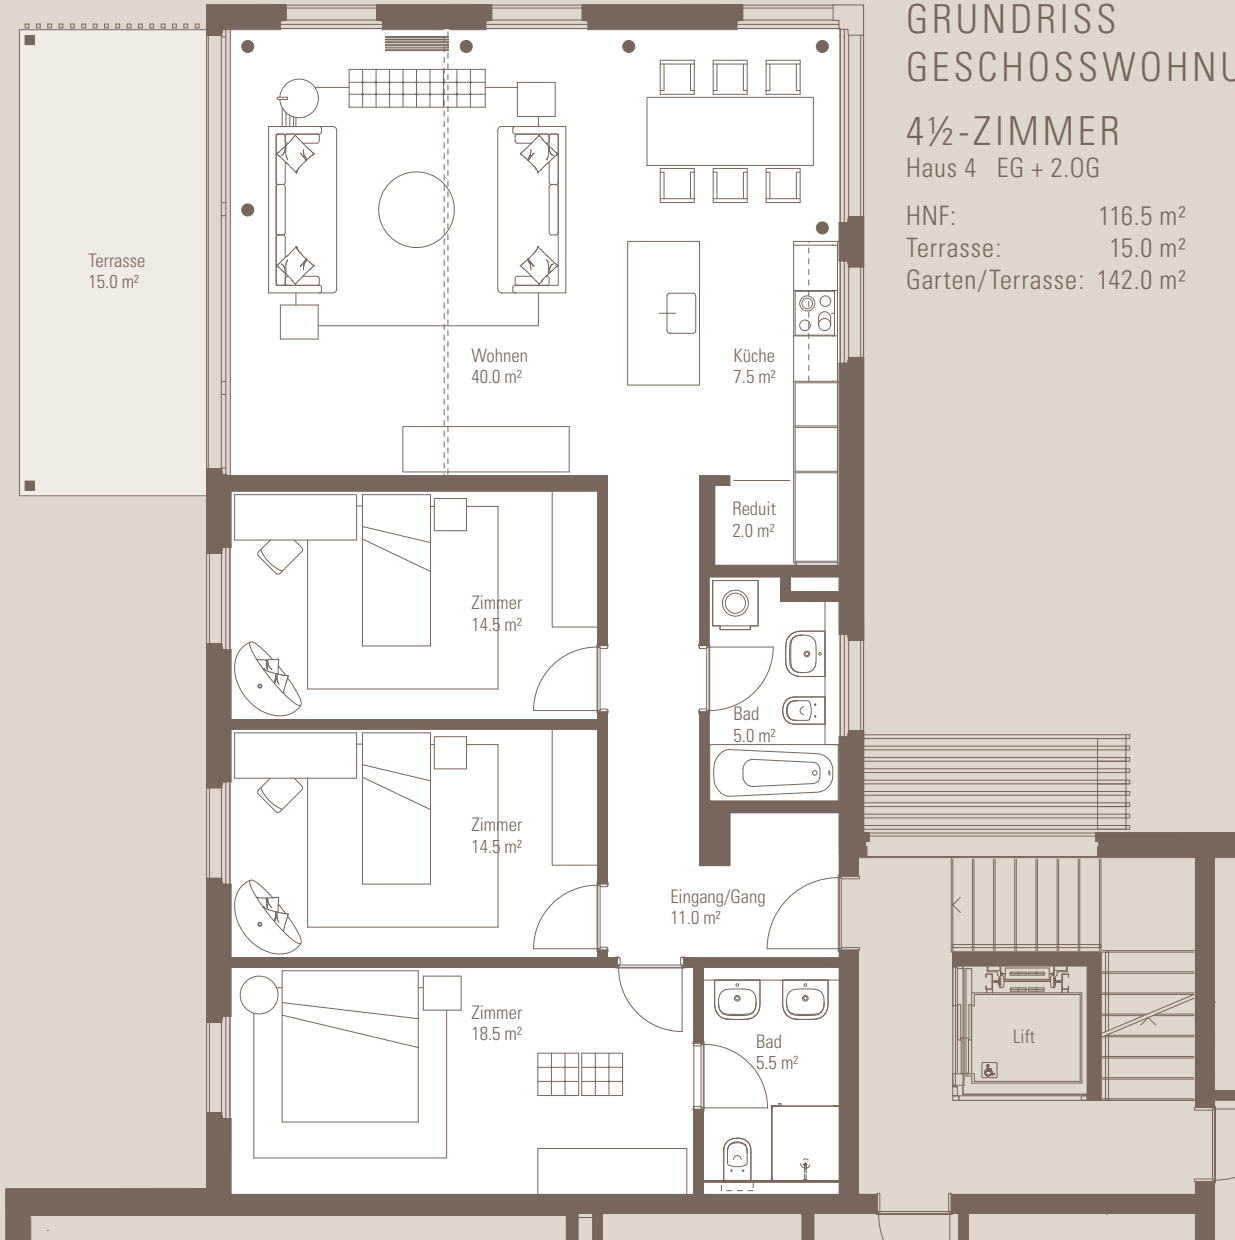 GRUNDRISS
GESCHOSSWOHNU
4½-ZIMMER
Haus 4 EG + 2.OG
HNF: 116.5 m²
Terrasse: 15.0 m²
Garten/Terrasse: 142.0 m²
Terrasse
15.0 m²
Wohnen
40.0 m²
Küche
7.5 m²
Reduit
2.0 m²
Zimmer
14.5 m²
Bad
5.0 m²
Zimmer
14.5 m²
Eingang/Gang
11.0 m²
Zimmer
18.5 m²
Bad
5.5 m²
Lift